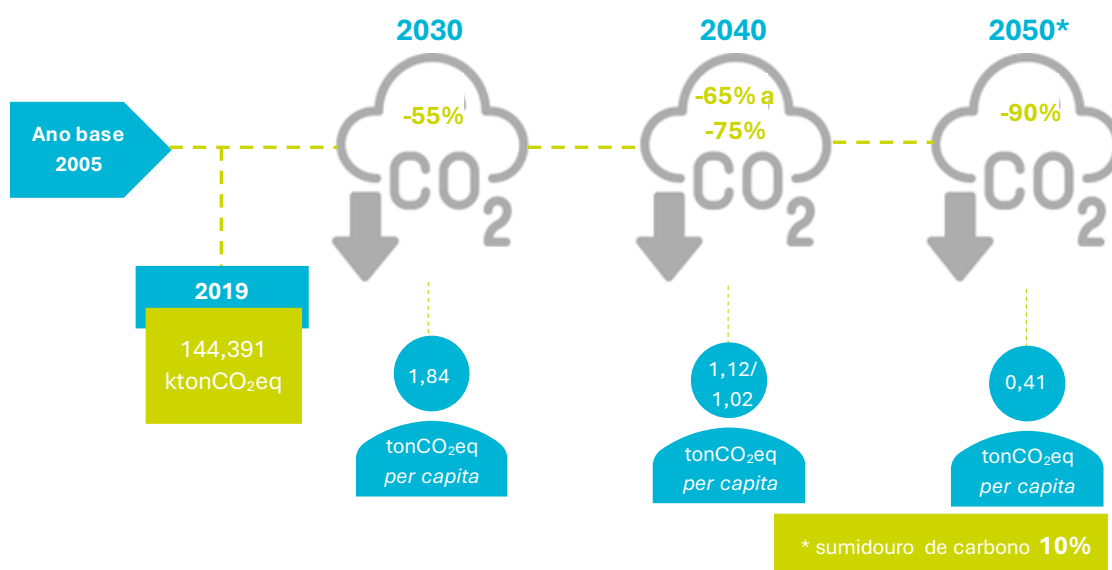 2030
2040
2050*
-55%
-65% a
-75%
-90%
Ano base
2005
CO2
CO2
CO2
2019
144,391
ktonCO₂eq
1,84
tonCO₂eq
per capita
1,12/
1,02
tonCO₂eq
per capita
0,41
tonCO₂eq
per capita
* sumidouro de carbono 10%